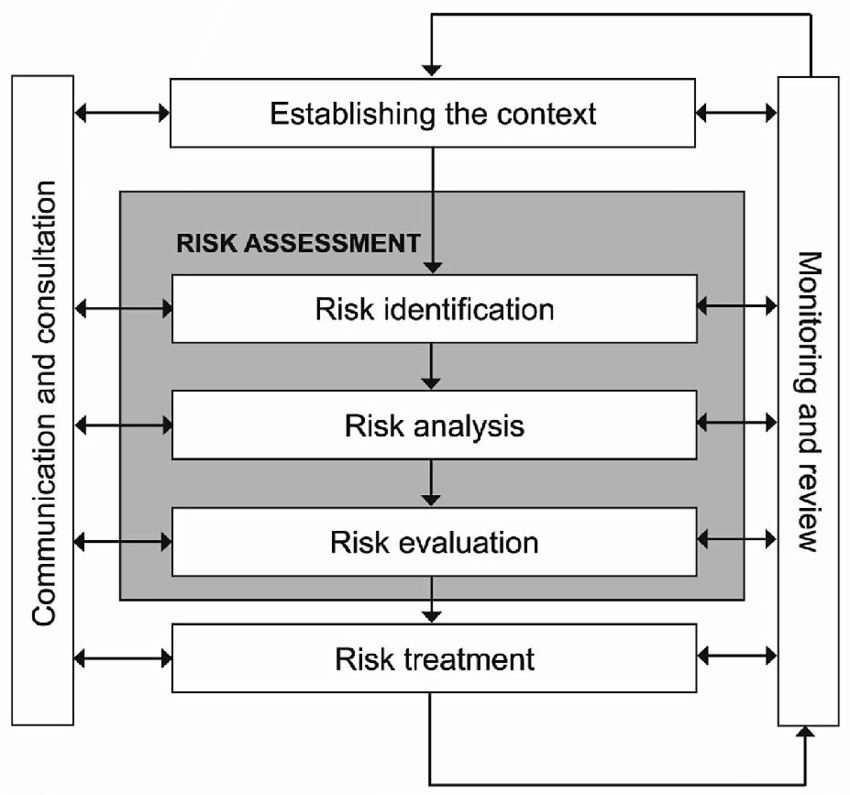 Establishing the context
Communication and consultation
RISK ASSESSMENT
Risk identification
Risk analysis
Risk evaluation
Risk treatment
Monitoring and review